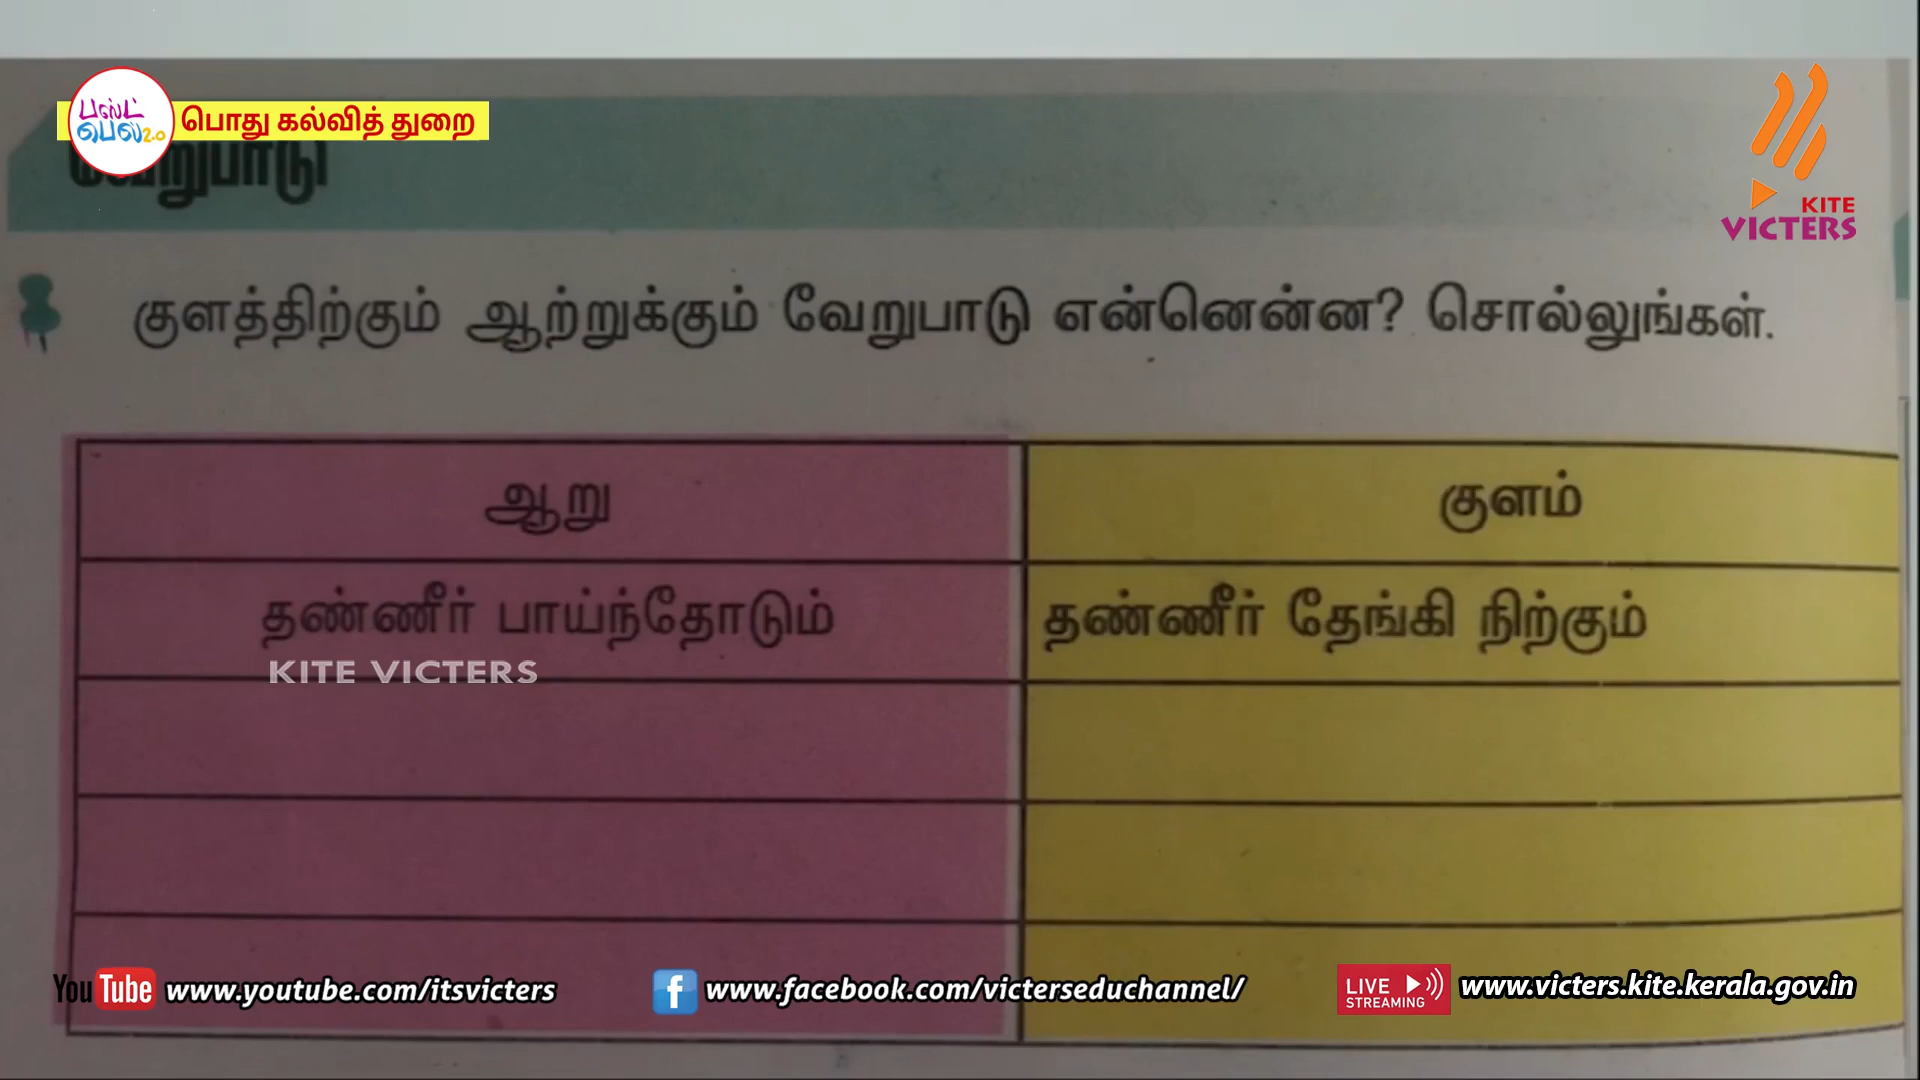 பஸ்ட்
பெல் 2.0
பொது கல்வித் துறை
KITE
VICTERS
வேறுபாடு
குளத்திற்கும் ஆற்றுக்கும் வேறுபாடு என்னென்ன? சொல்லுங்கள்.
ஆறு
குளம்
தண்ணீர் பாய்ந்தோடும்
தண்ணீர் தேங்கி நிற்கும்
KITE VICTERS
YouTube www.youtube.com/itsvicters
f www.facebook.com/victerseduchannel/
LIVE STREAMING www.victers.kite.kerala.gov.in